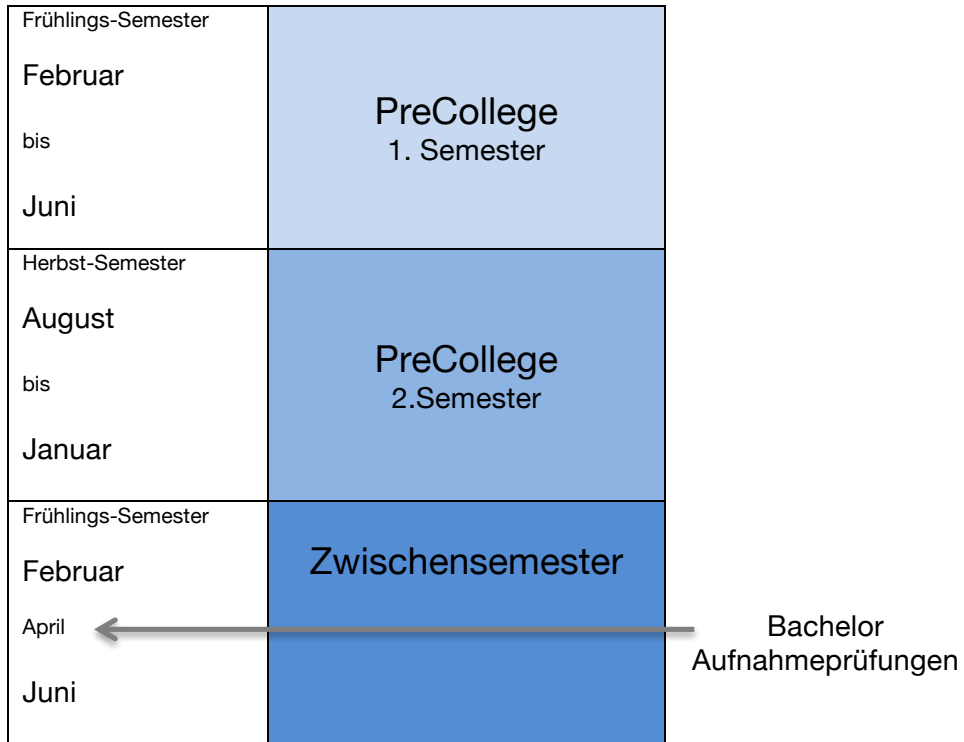 Frühlings-Semester
Februar
bis
Juni
PreCollege
1. Semester
Herbst-Semester
August
bis
Januar
PreCollege
2.Semester
Frühlings-Semester
Februar
April
Juni
Zwischensemester
Bachelor
Aufnahmeprüfungen